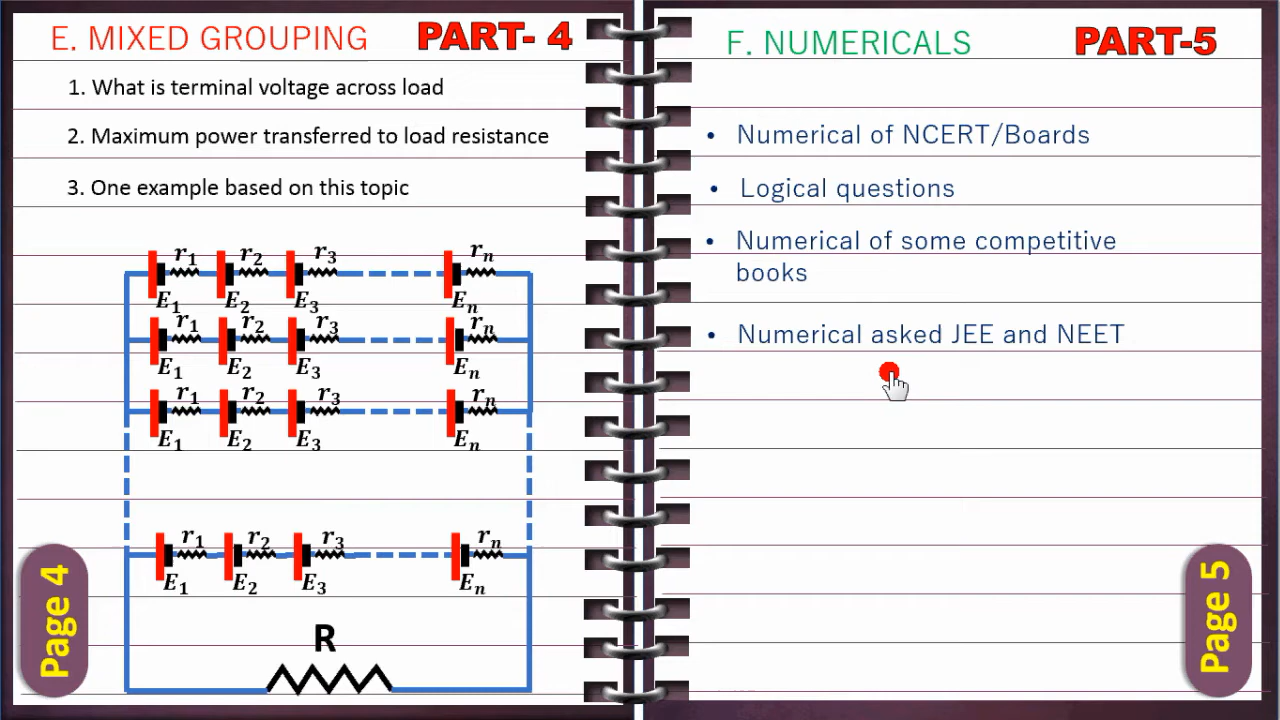 E. MIXED GROUPING PART- 4
1. What is terminal voltage across load
2. Maximum power transferred to load resistance
3. One example based on this topic
r₁ r₂ r₃ rₙ
E₁ E₂ E₃ Eₙ
r₁ r₂ r₃ rₙ
E₁ E₂ E₃ Eₙ
r₁ r₂ r₃ rₙ
E₁ E₂ E₃ Eₙ
r₁ r₂ r₃ rₙ
E₁ E₂ E₃ Eₙ
R
Page 4
F. NUMERICALS PART-5
• Numerical of NCERT/Boards
• Logical questions
• Numerical of some competitive
books
• Numerical asked JEE and NEET
Page 5